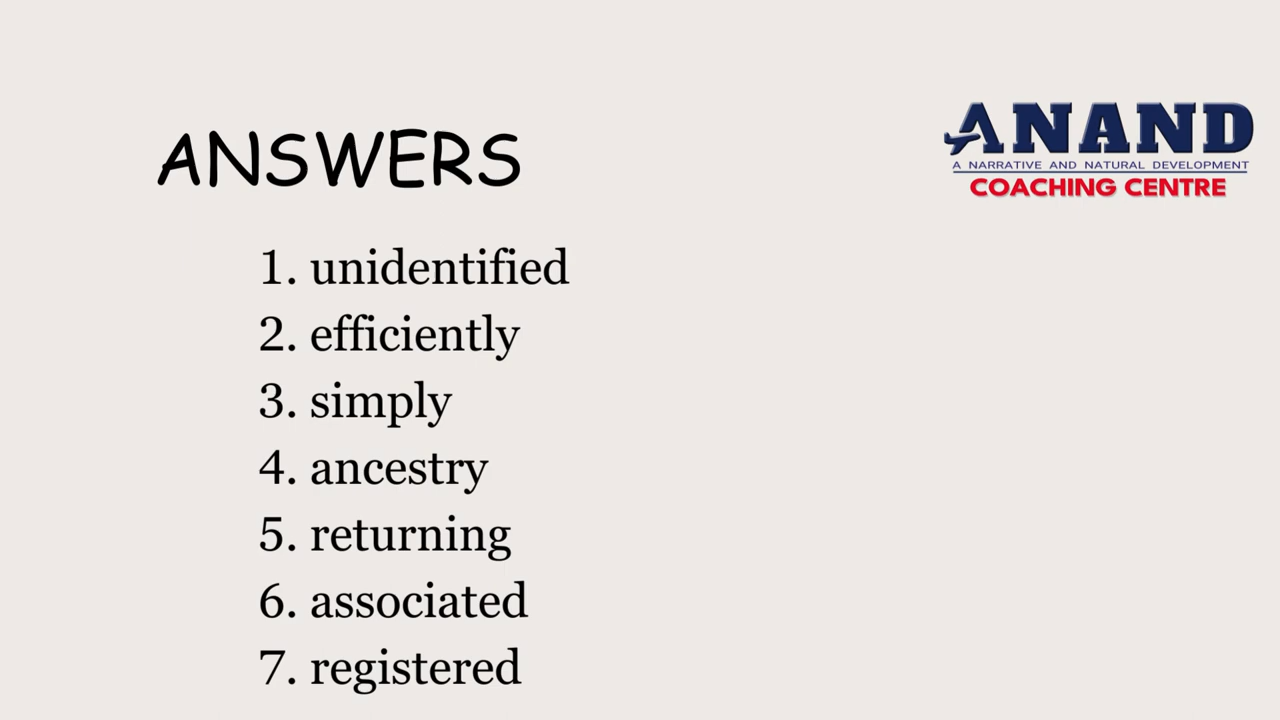 ANSWERS
ANAND
A NARRATIVE AND NATURAL DEVELOPMENT
COACHING CENTRE
1. unidentified
2. efficiently
3. simply
4. ancestry
5. returning
6. associated
7. registered